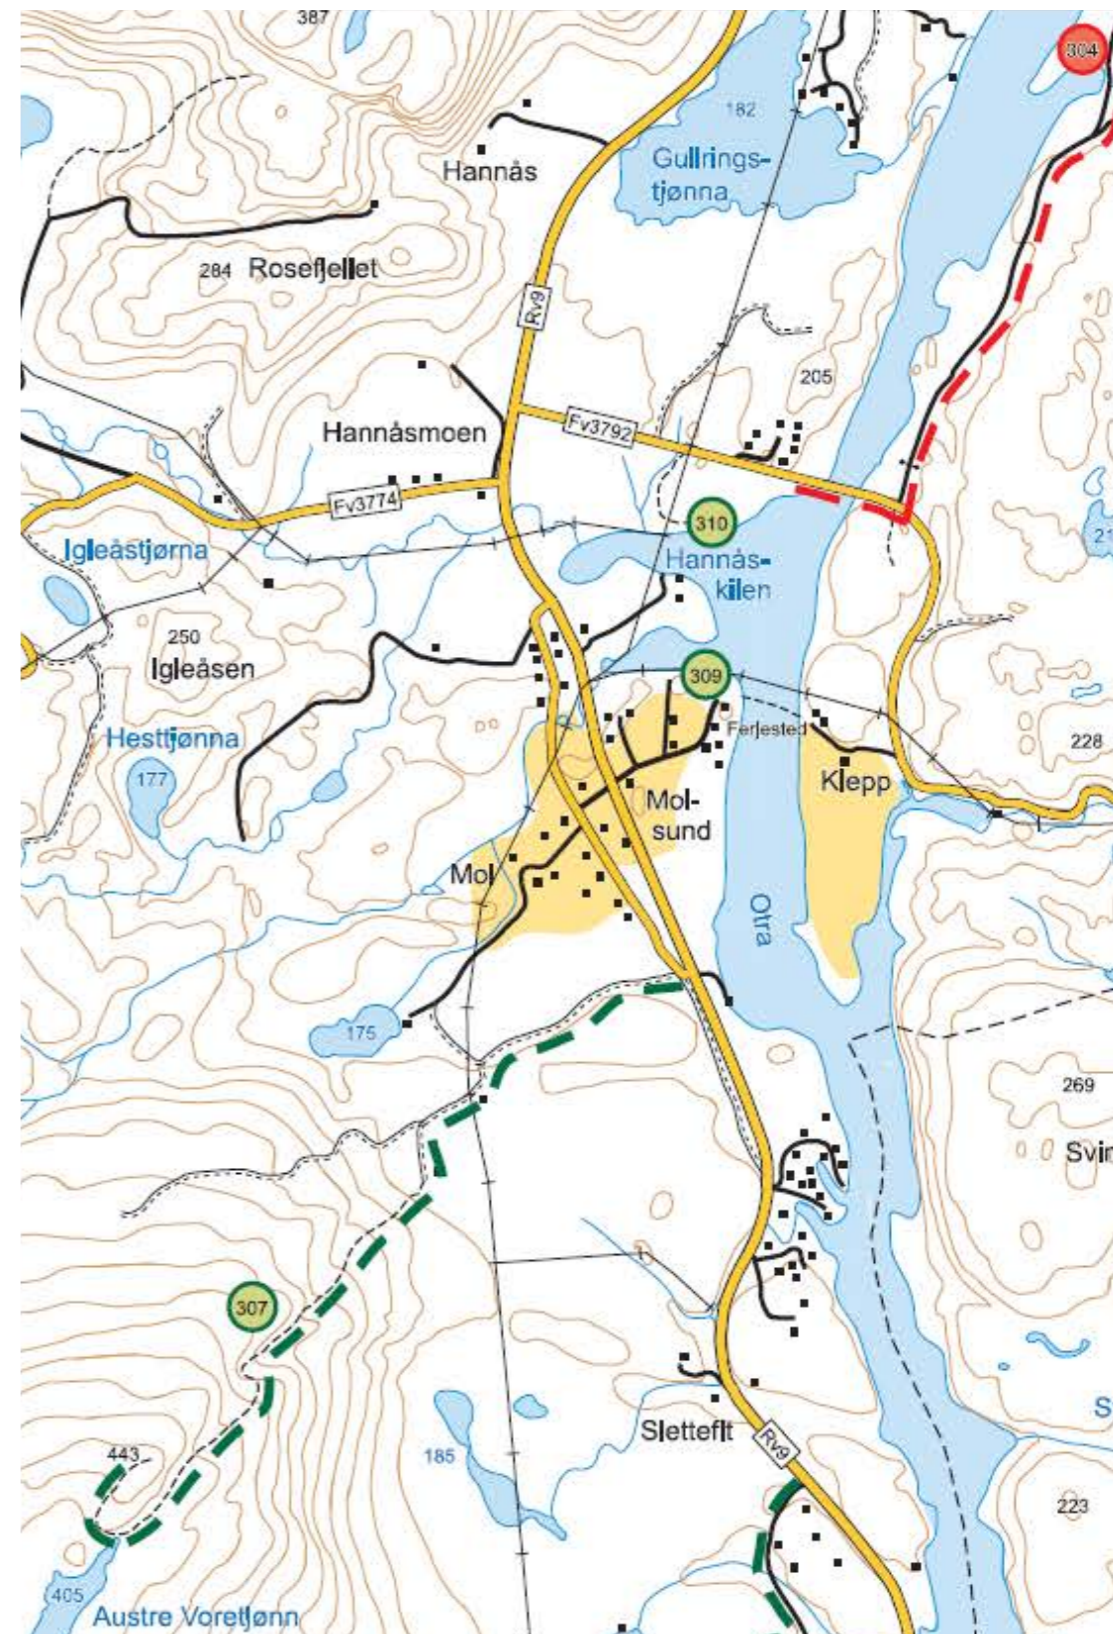 387
304
182
Gullrings-
tjønna
Hannås
284 Rosefjellet
Rv9
205
Hannåsmoen
Fv3792
Fv3774
310
Igleåstjørna
Hannås-
kilen
250
Igleåsen
309
Ferjested
Hesttjønna
228
177
Klepp
Mol-
sund
Mol
Otra
175
269
307
443
Sletteflt
185
Rv9
223
405
Austre Voretjønn